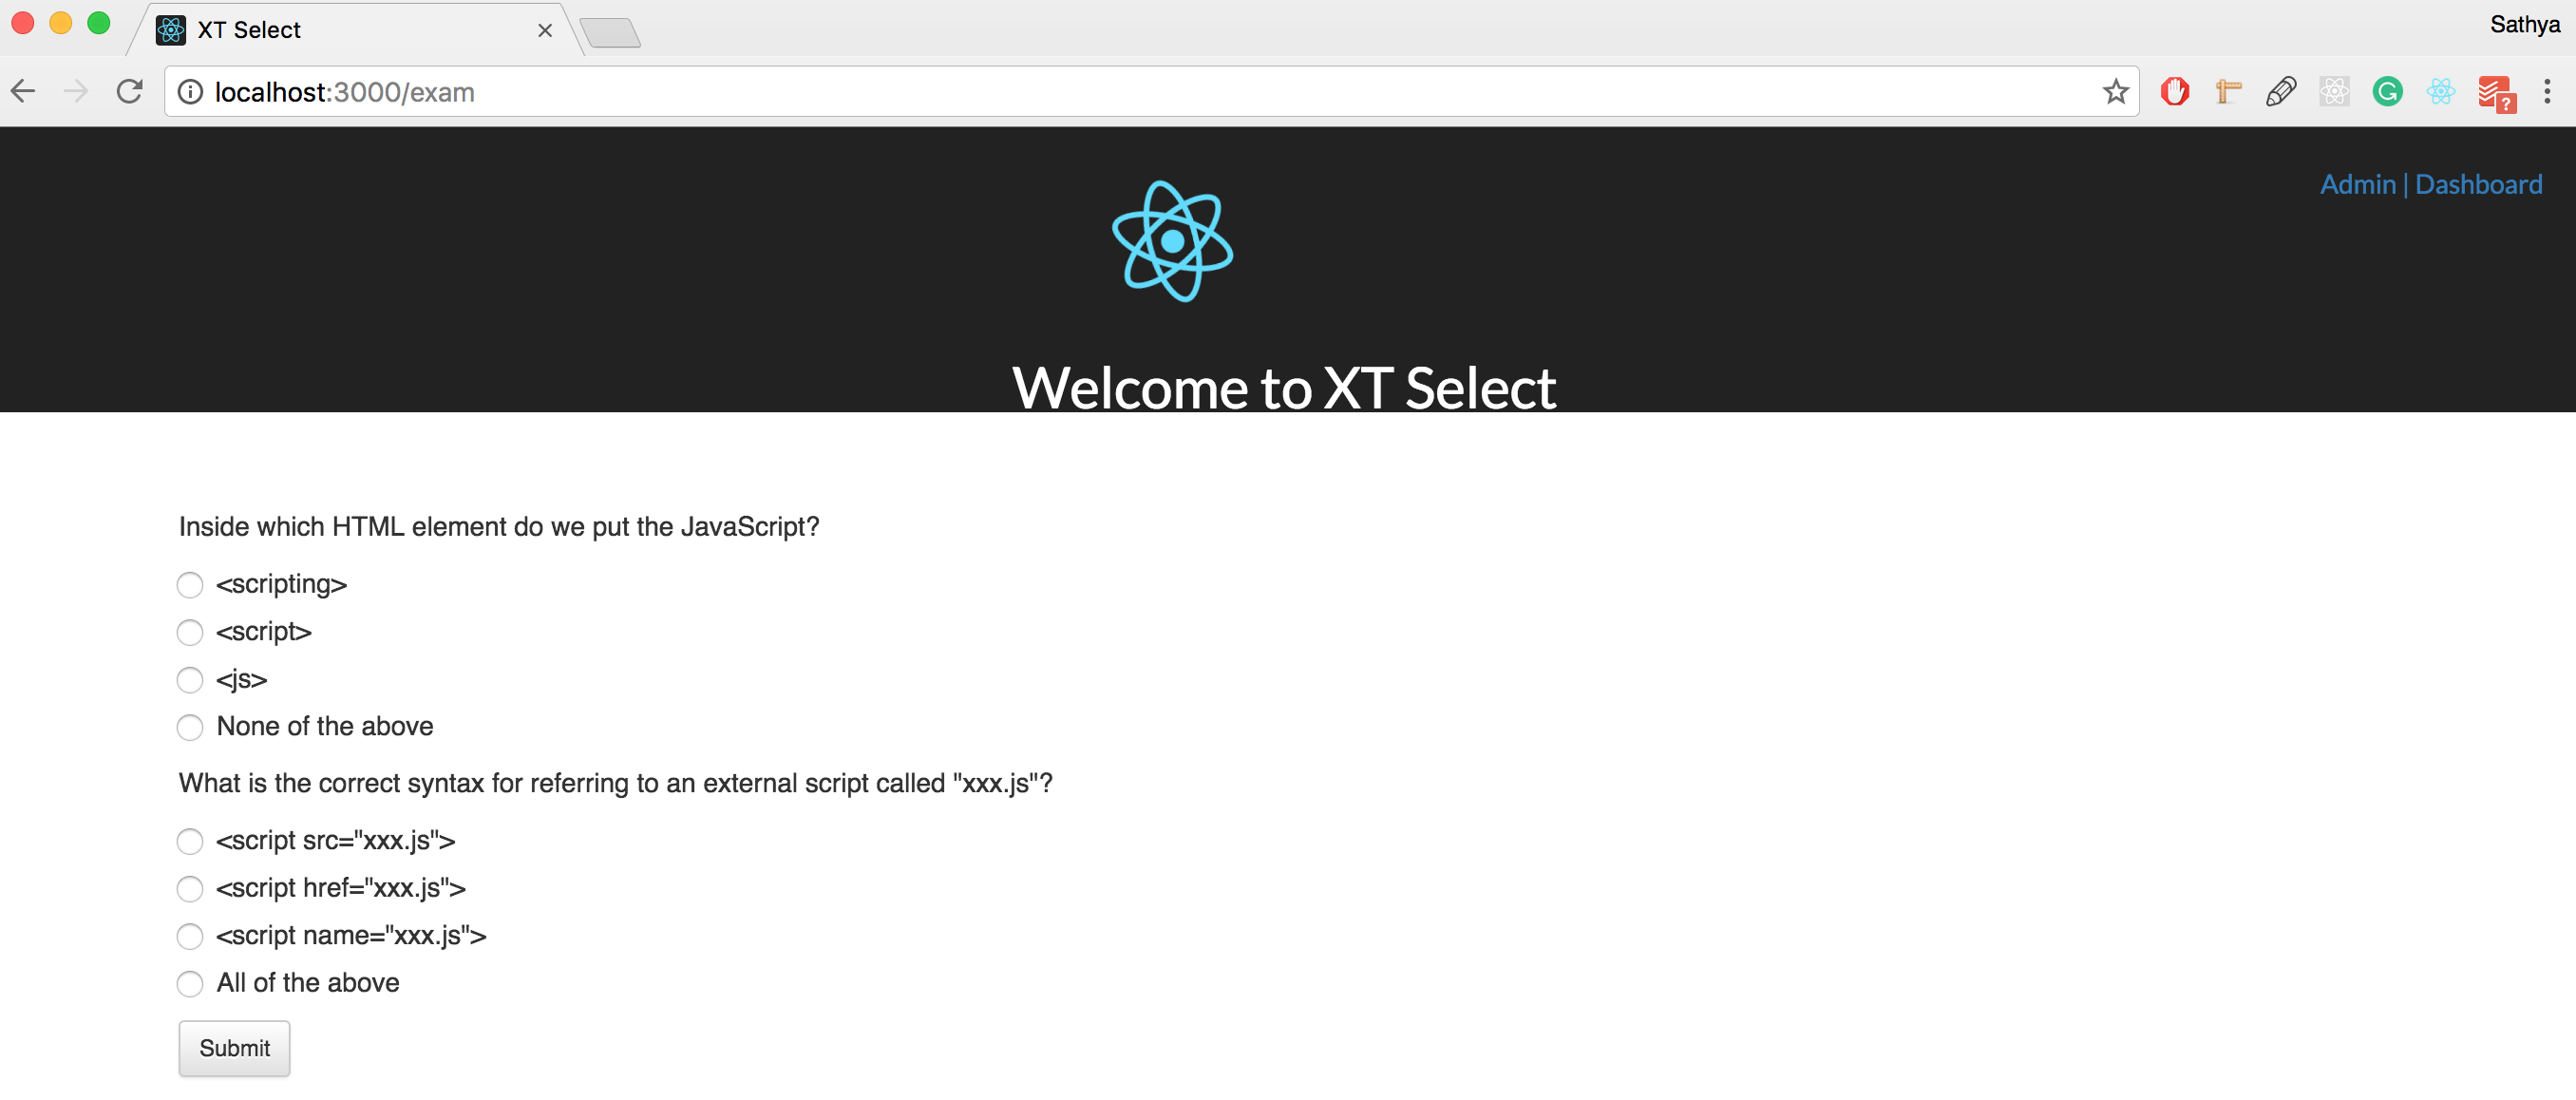 XT Select
Sathya
localhost:3000/exam
Admin | Dashboard
Welcome to XT Select
Inside which HTML element do we put the JavaScript?
<scripting>
<script>
<js>
None of the above
What is the correct syntax for referring to an external script called "xxx.js"?
<script src="xxx.js">
<script href="xxx.js">
<script name="xxx.js">
All of the above
Submit